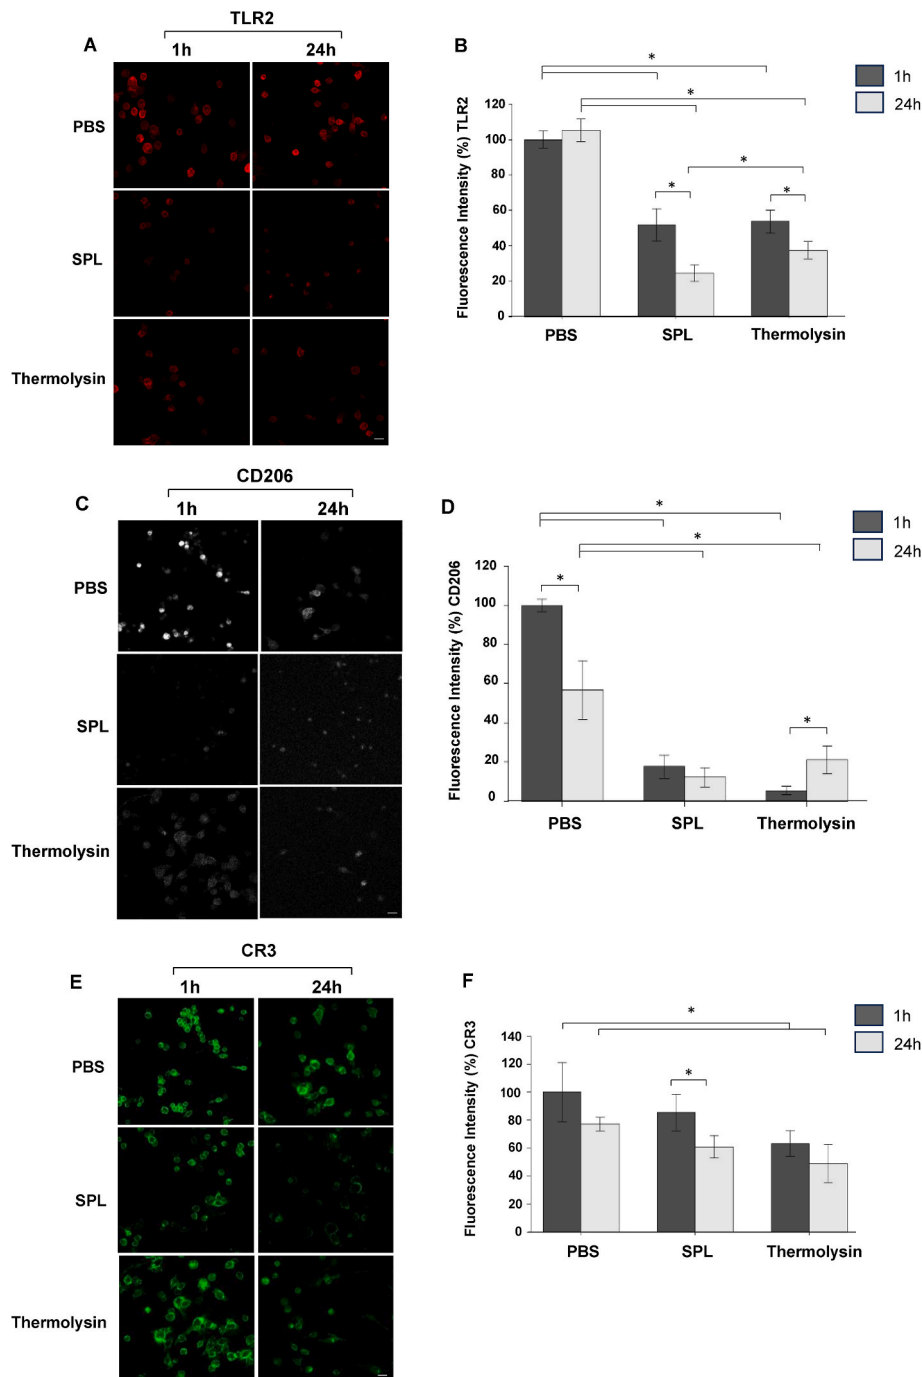 TLR2
A
1h
24h
PBS
SPL
Thermolysin
B
*
*
*
*
*
1h
24h
Fluorescence Intensity (%) TLR2
120
100
80
60
40
20
0
PBS
SPL
Thermolysin
CD206
C
1h
24h
PBS
SPL
Thermolysin
D
*
*
*
*
1h
24h
Fluorescence Intensity (%) CD206
120
100
80
60
40
20
0
PBS
SPL
Thermolysin
CR3
E
1h
24h
PBS
SPL
Thermolysin
F
*
*
1h
24h
Fluorescence Intensity (%) CR3
140
120
100
80
60
40
20
0
PBS
SPL
Thermolysin